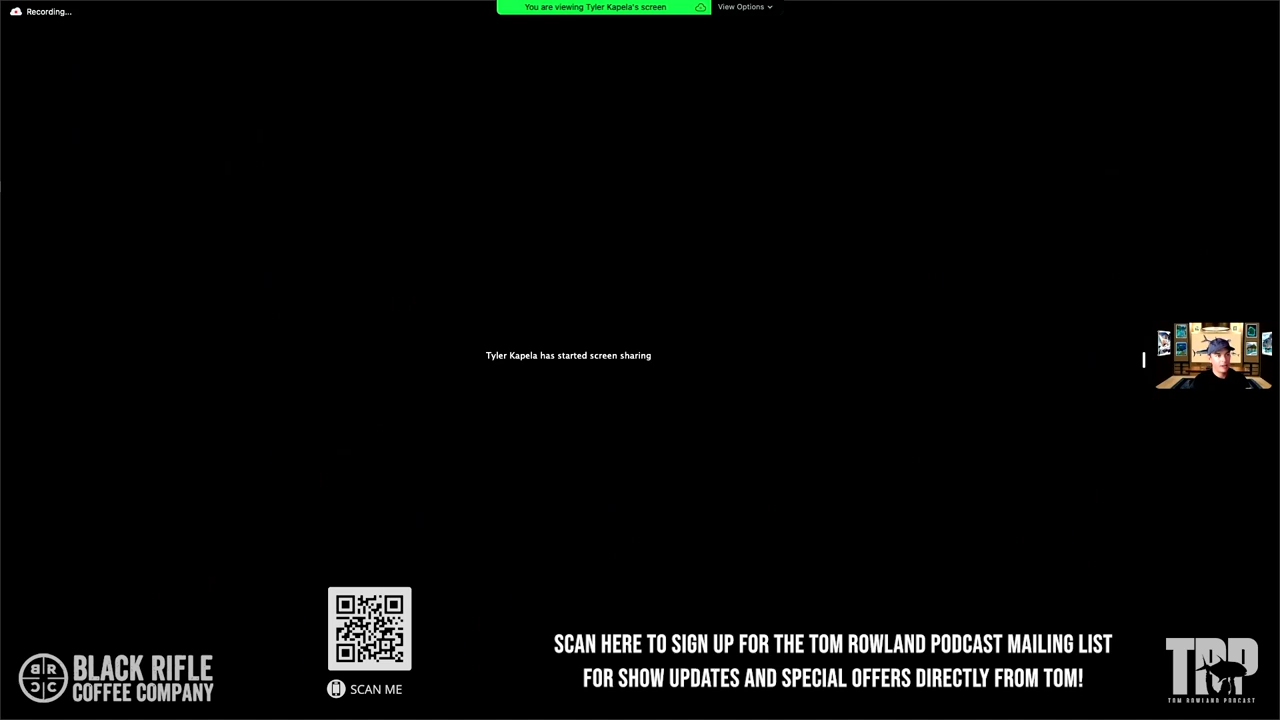 Recording...
You are viewing Tyler Kapela's screen
View Options
Tyler Kapela has started screen sharing
B R
C C
BLACK RIFLE
COFFEE COMPANY
SCAN ME
SCAN HERE TO SIGN UP FOR THE TOM ROWLAND PODCAST MAILING LIST
FOR SHOW UPDATES AND SPECIAL OFFERS DIRECTLY FROM TOM!
TRP
TOM ROWLAND PODCAST